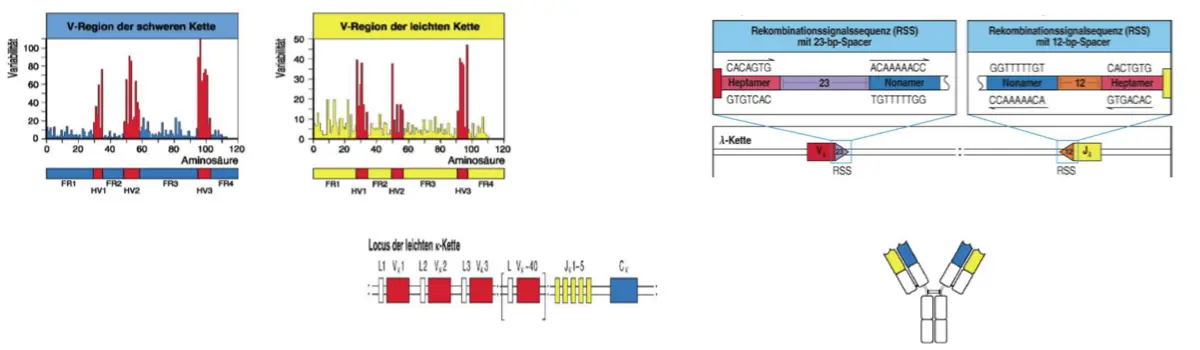 V-Region der schweren Kette
Variabilität
100
80
60
40
20
0
0 20 40 60 80 100 120
Aminosäure
FR1 HV1 FR2 HV2 FR3 HV3 FR4
V-Region der leichten Kette
Variabilität
50
40
30
20
10
0
0 20 40 60 80 100 120
Aminosäure
FR1 HV1 FR2 HV2 FR3 HV3 FR4
Rekombinationssignalsequenz (RSS)
mit 23-bp-Spacer
CACAGTG ACAAAAACC
Heptamer 23 Nonamer
GTGTCAC TGTTTTTGG
Rekombinationssignalsequenz (RSS)
mit 12-bp-Spacer
GGTTTTTGT CACTGTG
Nonamer 12 Heptamer
CCAAAAACA GTGACAC
λ-Kette
Vλ 23 12 Jλ
RSS RSS
Locus der leichten κ-Kette
L1 Vκ1 L2 Vκ2 L3 Vκ3 L Vκ~40 Jκ1–5 Cκ